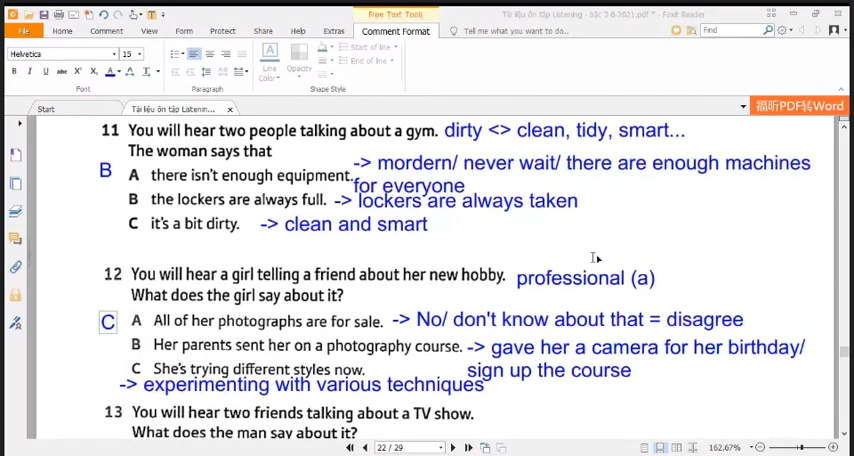 Free Text Tools
Tài liệu ôn tập Listening - bậc 3-6-2021.pdf * - Foxit Reader
File Home Comment View Form Protect Share Help Extras Comment Format Tell me what you want to do.. Find
Helvetica 15
Start of line
End of line
Line Color
Opacity
Font Paragraph Shape Style
Start Tài liệu ôn tập Listenin...
福昕PDF转Word
11 You will hear two people talking about a gym. dirty <> clean, tidy, smart...
The woman says that
-> mordern/ never wait/ there are enough machines
B
A there isn't enough equipment.
for everyone
B the lockers are always full. -> lockers are always taken
C it's a bit dirty. -> clean and smart
12 You will hear a girl telling a friend about her new hobby. professional (a)
What does the girl say about it?
C
A All of her photographs are for sale. -> No/ don't know about that = disagree
B Her parents sent her on a photography course. -> gave her a camera for her birthday/
sign up the course
C She's trying different styles now.
-> experimenting with various techniques
13 You will hear two friends talking about a TV show.
What does the man say about it?
22 / 29
162.67%